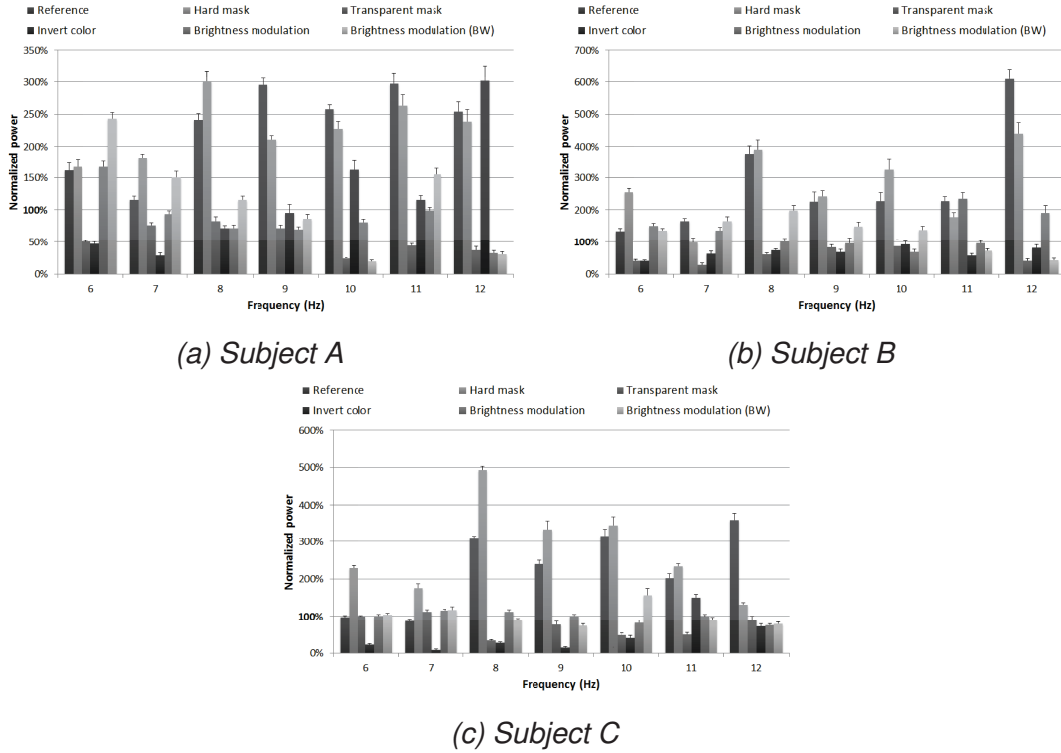 Reference Hard mask Transparent mask
Invert color Brightness modulation Brightness modulation (BW)
350%
300%
250%
200%
150%
100%
50%
0%
Normalized power
6 7 8 9 10 11 12
Frequency (Hz)
(a) Subject A
Reference Hard mask Transparent mask
Invert color Brightness modulation Brightness modulation (BW)
700%
600%
500%
400%
300%
200%
100%
0%
Normalized power
6 7 8 9 10 11 12
Frequency (Hz)
(b) Subject B
Reference Hard mask Transparent mask
Invert color Brightness modulation Brightness modulation (BW)
600%
500%
400%
300%
200%
100%
0%
Normalized power
6 7 8 9 10 11 12
Frequency (Hz)
(c) Subject C